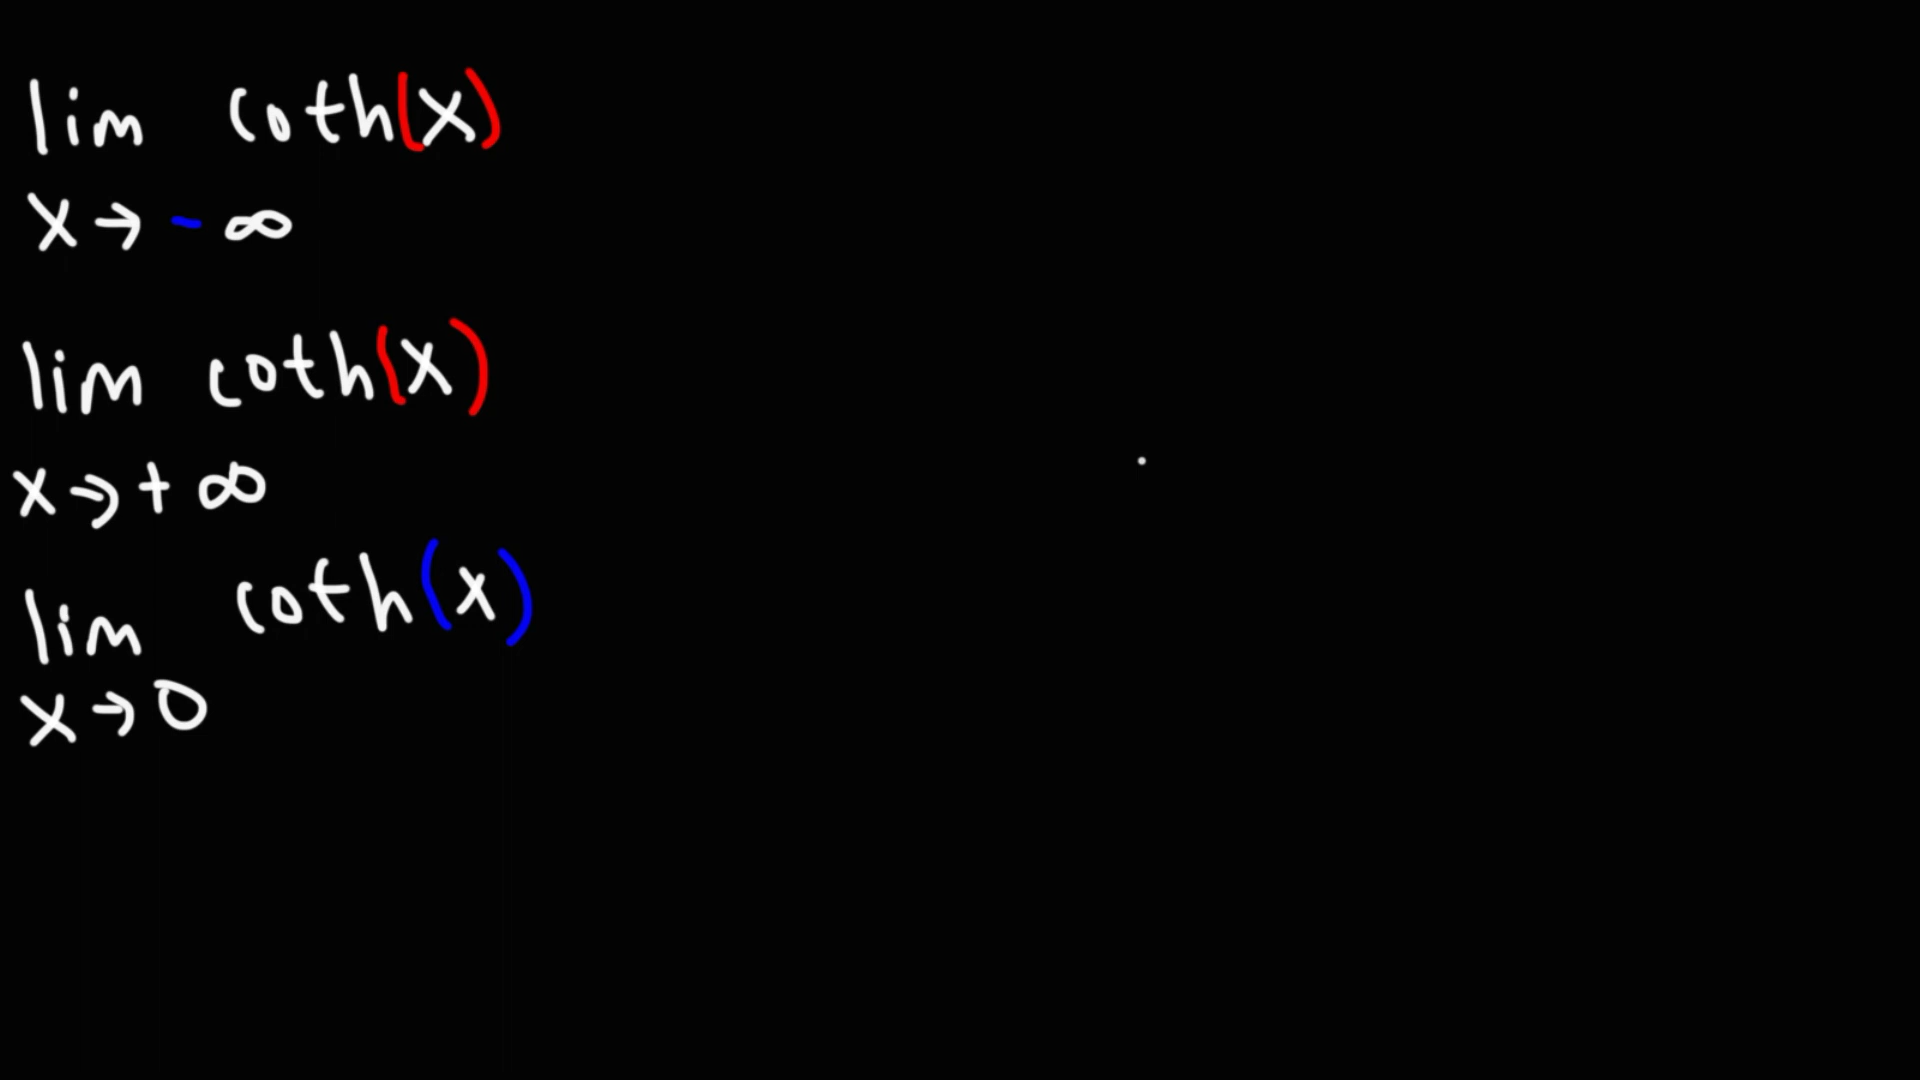 lim coth(x)
x→-∞
lim coth(x)
x→+∞
lim coth(x)
x→0